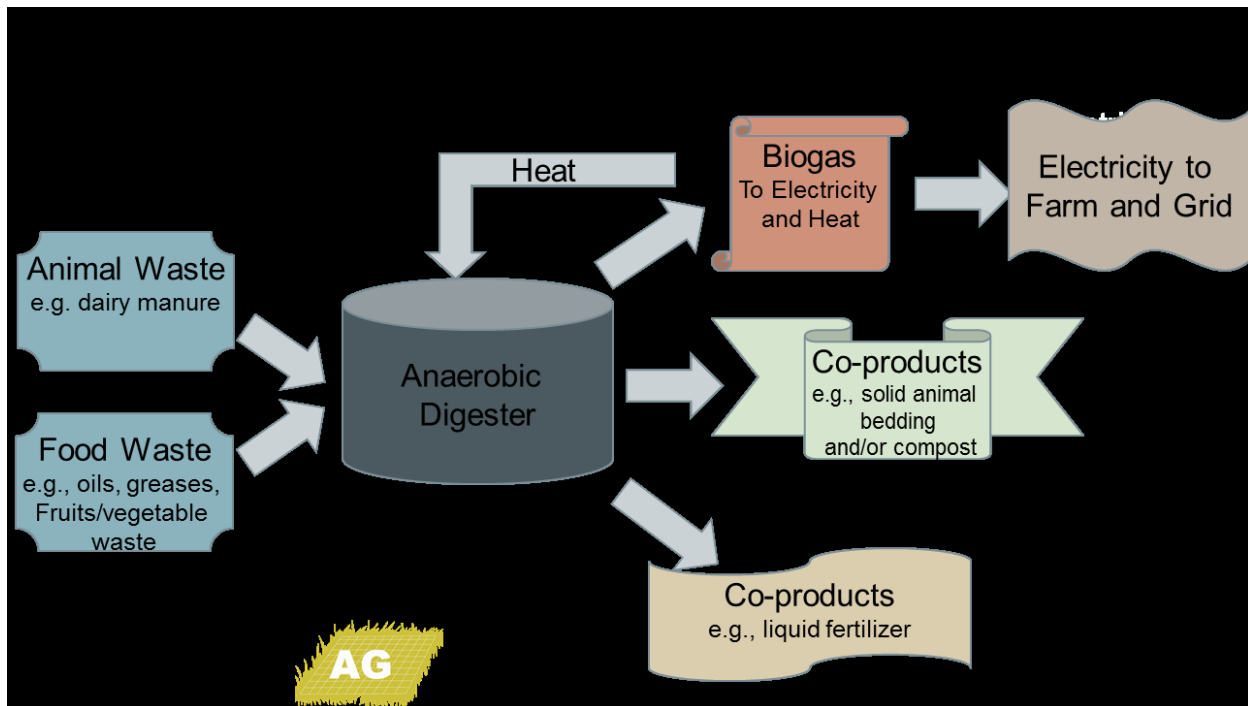 Heat
Biogas
To Electricity
and Heat
Electricity to
Farm and Grid
Animal Waste
e.g. dairy manure
Food Waste
e.g., oils, greases,
Fruits/vegetable
waste
Anaerobic
Digester
Co-products
e.g., solid animal
bedding
and/or compost
Co-products
e.g., liquid fertilizer
AG